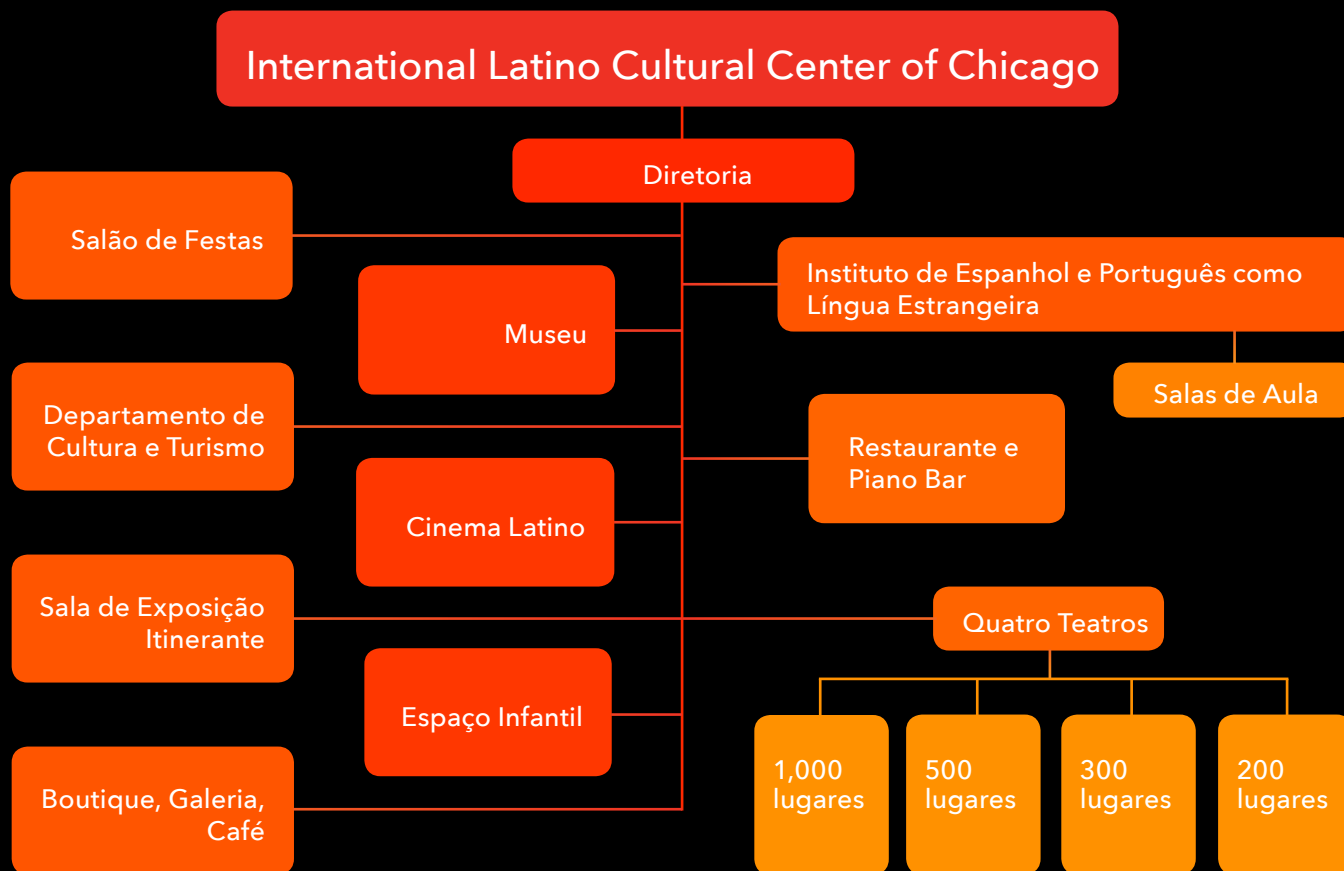 International Latino Cultural Center of Chicago
Diretoria
Salão de Festas
Instituto de Espanhol e Português como
Língua Estrangeira
Museu
Salas de Aula
Departamento de
Cultura e Turismo
Restaurante e
Piano Bar
Cinema Latino
Sala de Exposição
Itinerante
Quatro Teatros
Espaço Infantil
1,000
lugares
500
lugares
300
lugares
200
lugares
Boutique, Galeria,
Café